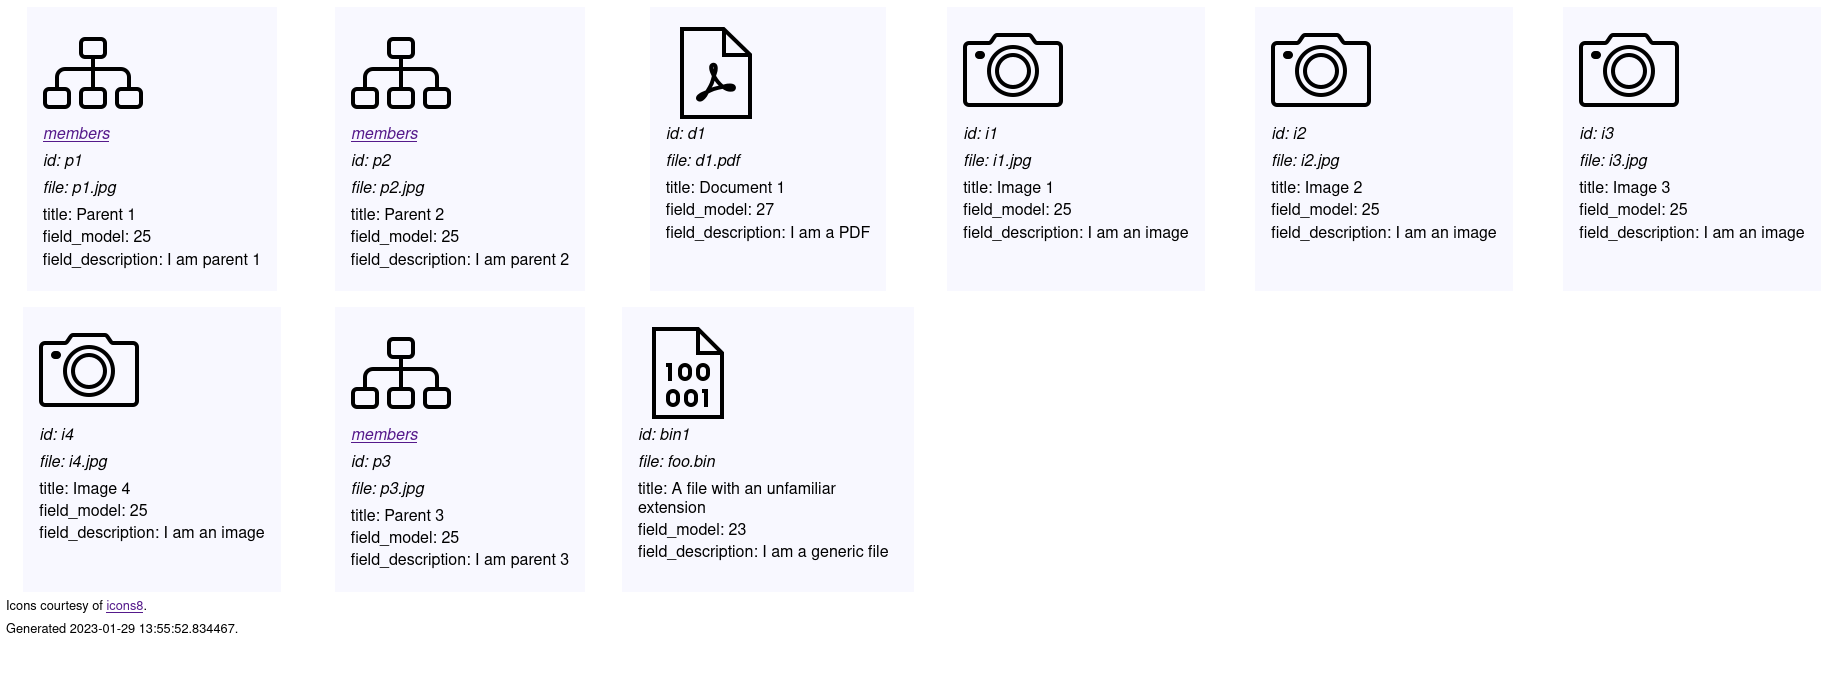 members
id: p1
file: p1.jpg
title: Parent 1
field_model: 25
field_description: I am parent 1
members
id: p2
file: p2.jpg
title: Parent 2
field_model: 25
field_description: I am parent 2
id: d1
file: d1.pdf
title: Document 1
field_model: 27
field_description: I am a PDF
id: i1
file: i1.jpg
title: Image 1
field_model: 25
field_description: I am an image
id: i2
file: i2.jpg
title: Image 2
field_model: 25
field_description: I am an image
id: i3
file: i3.jpg
title: Image 3
field_model: 25
field_description: I am an image
id: i4
file: i4.jpg
title: Image 4
field_model: 25
field_description: I am an image
members
id: p3
file: p3.jpg
title: Parent 3
field_model: 25
field_description: I am parent 3
100
001
id: bin1
file: foo.bin
title: A file with an unfamiliar
extension
field_model: 23
field_description: I am a generic file
Icons courtesy of icons8.
Generated 2023-01-29 13:55:52.834467.